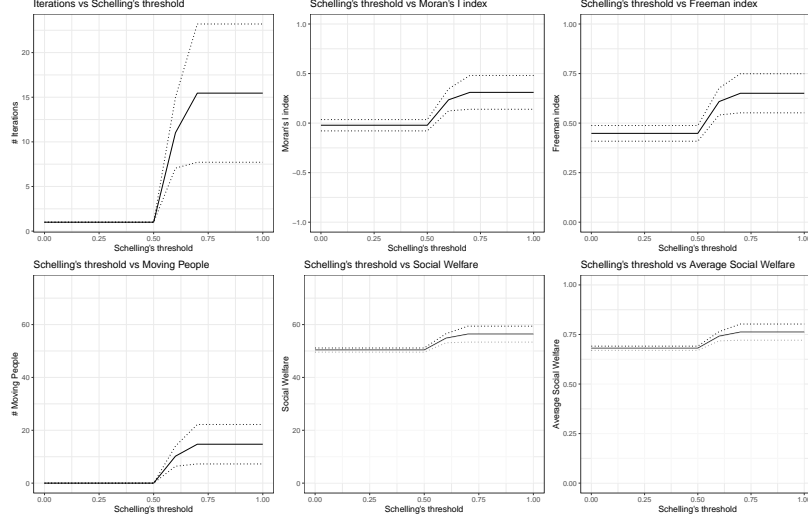 Iterations vs Schelling's threshold
# Iterations
20
15
10
5
0
0.00 0.25 0.50 0.75 1.00
Schelling's threshold
Schelling's threshold vs Moran's I index
Moran's I index
1.0
0.5
0.0
−0.5
−1.0
0.00 0.25 0.50 0.75 1.00
Schelling's threshold
Schelling's threshold vs Freeman index
Freeman index
1.00
0.75
0.50
0.25
0.00
0.00 0.25 0.50 0.75 1.00
Schelling's threshold
Schelling's threshold vs Moving People
# Moving People
60
40
20
0
0.00 0.25 0.50 0.75 1.00
Schelling's threshold
Schelling's threshold vs Social Welfare
Social Welfare
60
40
20
0
0.00 0.25 0.50 0.75 1.00
Schelling's threshold
Schelling's threshold vs Average Social Welfare
Average Social Welfare
1.00
0.75
0.50
0.25
0.00
0.00 0.25 0.50 0.75 1.00
Schelling's threshold